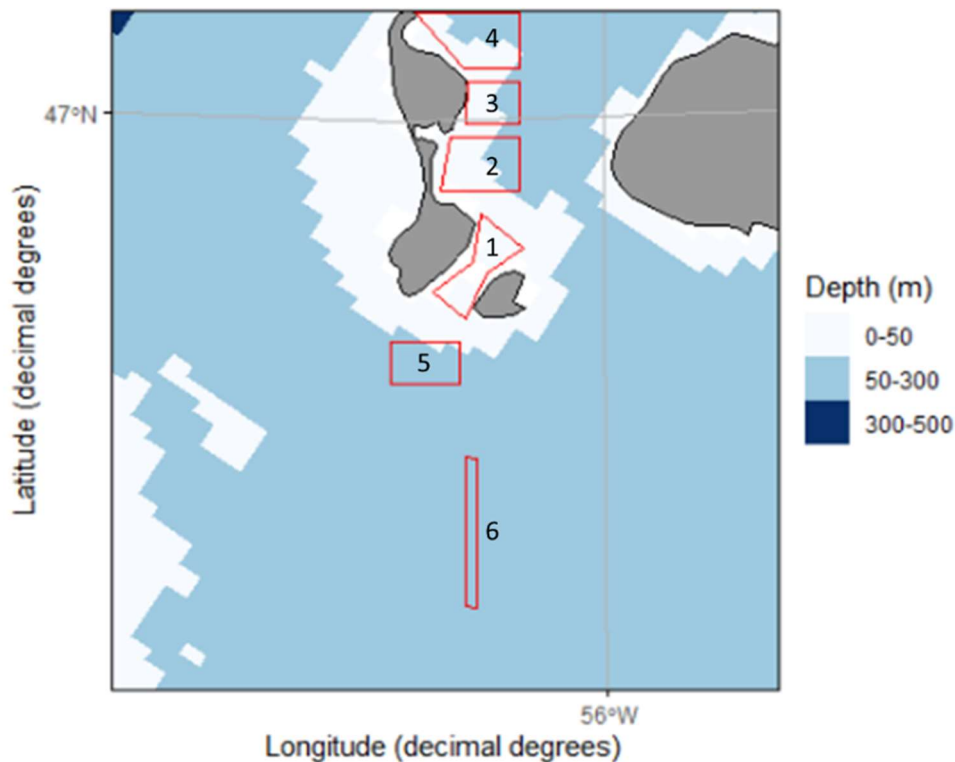 4
47°N
3
2
1
5
6
56°W
Longitude (decimal degrees)
Latitude (decimal degrees)
Depth (m)
0-50
50-300
300-500